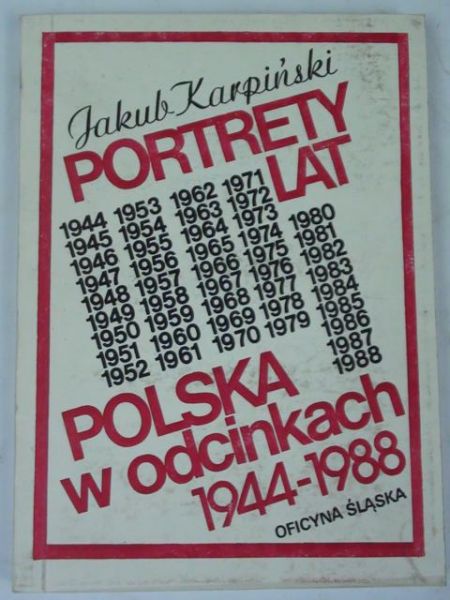 Jakub Karpiński
PORTRETY
LAT
1944 1953 1962 1971
1945 1954 1963 1972
1946 1955 1964 1973
1947 1956 1965 1974 1980
1948 1957 1966 1975 1981
1949 1958 1967 1976 1982
1950 1959 1968 1977 1983
1951 1960 1969 1978 1984
1952 1961 1970 1979 1985
1986
1987
1988
POLSKA
w odcinkach
1944-1988
OFICYNA ŚLĄSKA